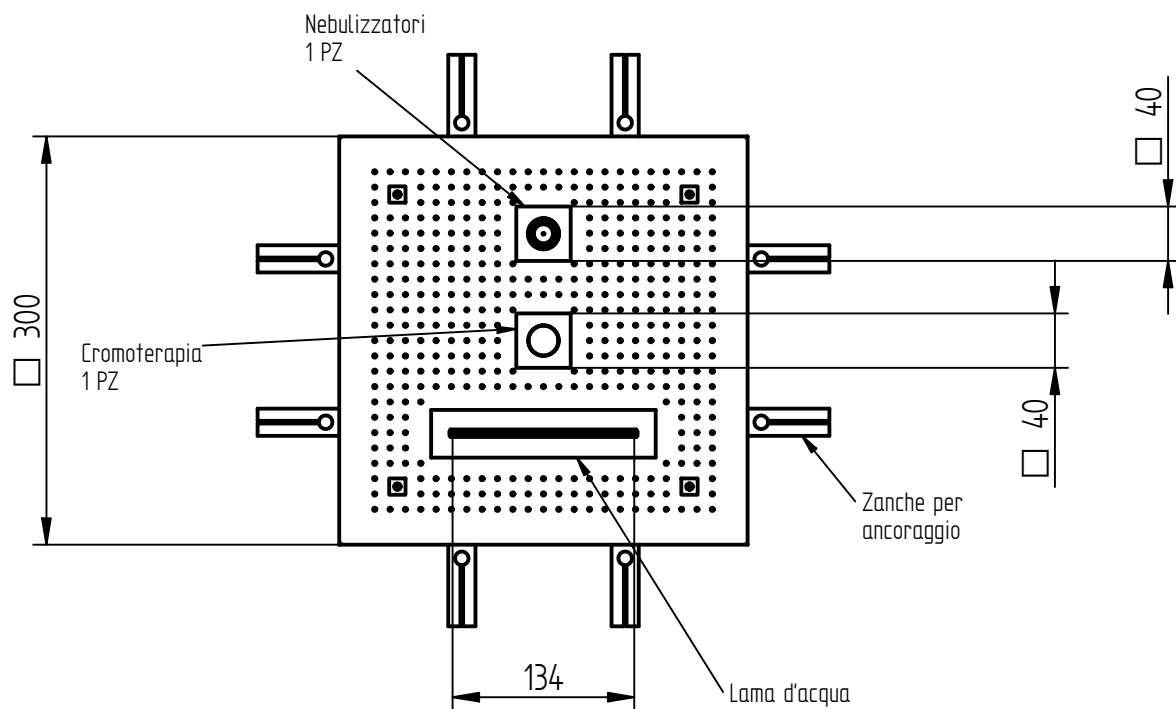 Nebulizzatori
1 PZ
□ 40
□ 300
Cromoterapia
1 PZ
□ 40
Zanche per
ancoraggio
134
Lama d'acqua